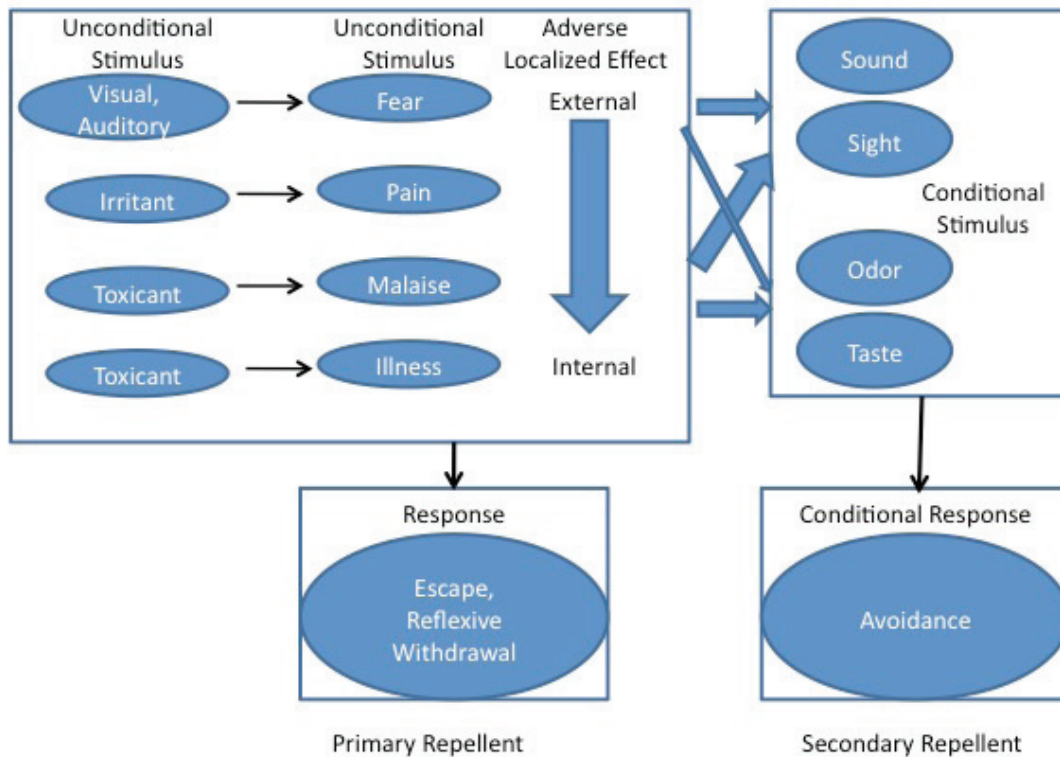 Unconditional
Stimulus
Unconditional
Stimulus
Adverse
Localized Effect
Visual,
Auditory
Fear
External
Irritant
Pain
Toxicant
Malaise
Toxicant
Illness
Internal
Sound
Sight
Conditional
Stimulus
Odor
Taste
Response
Escape,
Reflexive
Withdrawal
Conditional Response
Avoidance
Primary Repellent
Secondary Repellent